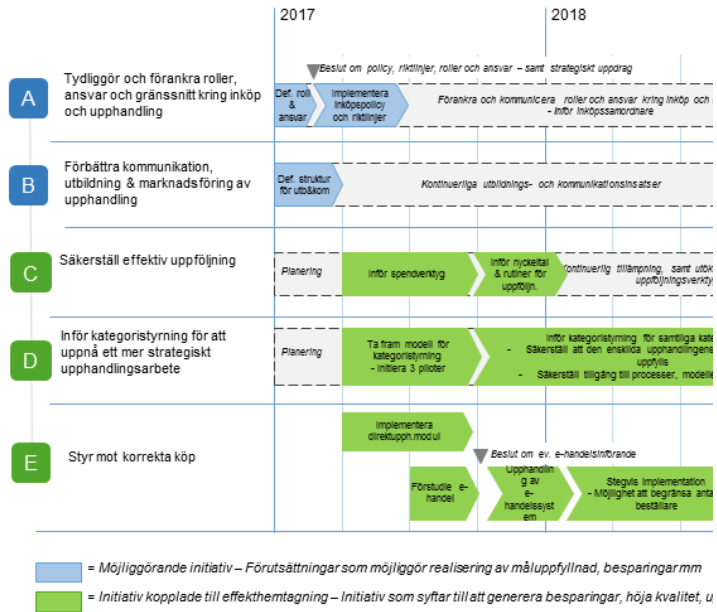 2017
2018
Beslut om policy, riktlinjer, roller och ansvar – samt strategiskt uppdrag
A
Tydliggör och förankra roller,
ansvar och gränssnitt kring inköp
och upphandling
Def. roll
&
ansvar
Implementera
inköpspolicy
och riktlinjer
Förankra och kommunicera roller och ansvar kring inköp och
- Inför inköpssamordnare
B
Förbättra kommunikation,
utbildning & marknadsföring av
upphandling
Def. struktur
för utb&kom
Kontinuerliga utbildnings- och kommunikationsinsatser
C
Säkerställ effektiv uppföljning
Planering
Inför spendverktyg
Inför nyckeltal
& rutiner för
uppföljn.
Kontinuerlig tillämpning, samt utök
uppföljningsverkty
D
Inför kategoristyrning för att
uppnå ett mer strategiskt
upphandlingsarbete
Planering
Ta fram modell för
kategoristyrning
- Initiera 3 piloter
Inför kategoristyrning för samtliga kate
- Säkerställ att den enskilda upphandlingens
uppfylls
- Säkerställ tillgång till processer, modelle
E
Styr mot korrekta köp
Implementera
direktupph.modul
Beslut om ev. e-handelsinförande
Förstudie e-
handel
Upphandlin
g av
e-
handelssyst
em
Stegvis implementation
- Möjlighet att begränsa anta
beställare
= Möjliggörande initiativ – Förutsättningar som möjliggör realisering av måluppfyllnad, besparingar mm
= Initiativ kopplade till effekthemtagning – Initiativ som syftar till att generera besparingar, höja kvalitet, u